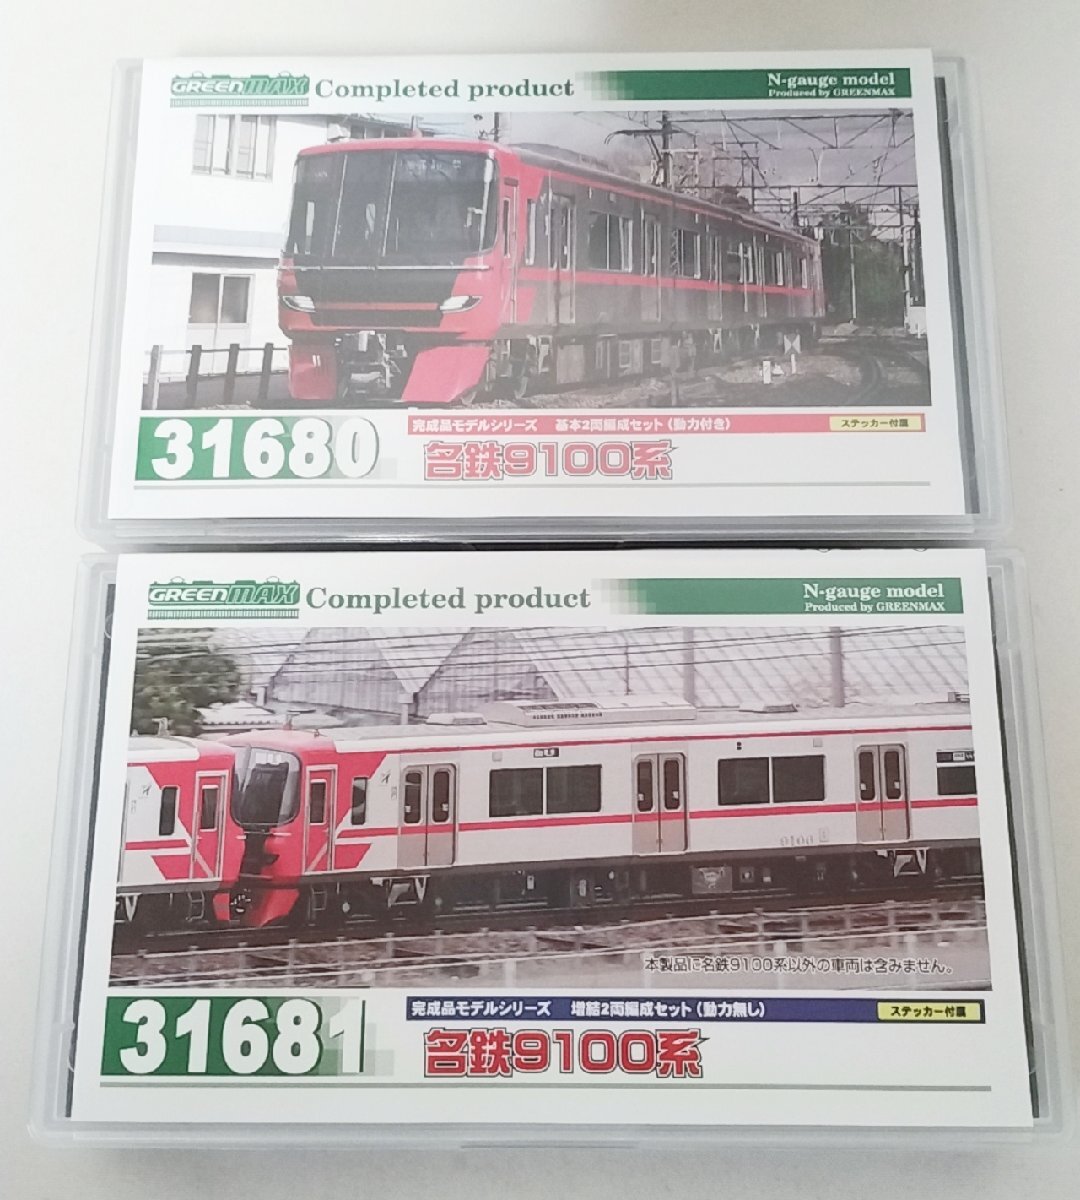 GREENMAX Completed product
N-gauge model
Produced by GREENMAX
31680
完成品モデルシリーズ 基本2両編成セット(動力付き) ステッカー付属
名鉄9100系
GREENMAX Completed product
N-gauge model
Produced by GREENMAX
9100
本製品に名鉄9100系以外の車両は含みません。
31681
完成品モデルシリーズ 増結2両編成セット(動力無し) ステッカー付属
名鉄9100系